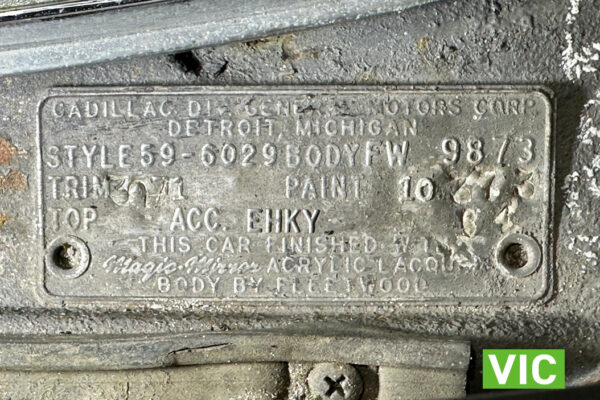 CADILLAC DIV. GENERAL MOTORS CORP.
DETROIT, MICHIGAN
STYLE 59-6029 BODY FW 9873
TRIM PAINT 10
TOP ACC. EHKY
THIS CAR FINISHED WITH
Magic-Mirror ACRYLIC LACQUER
BODY BY FLEETWOOD
VIC